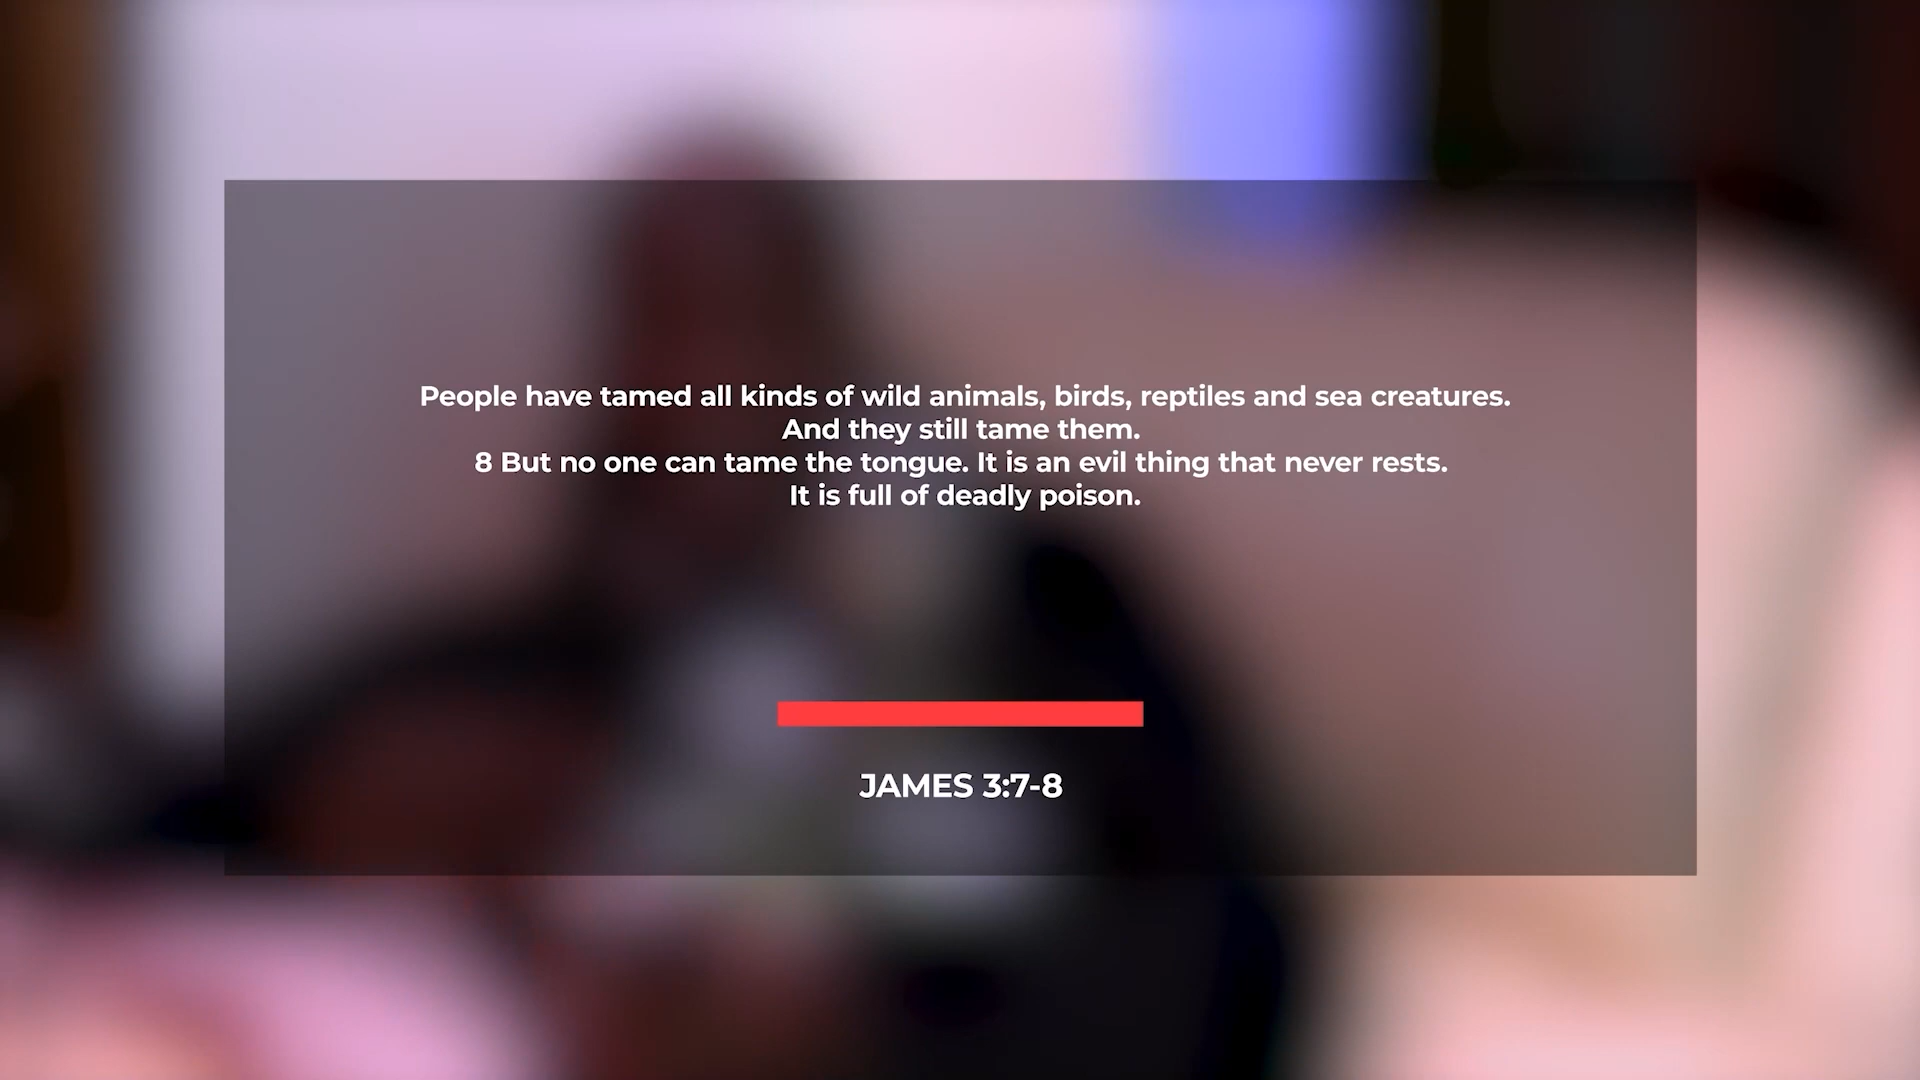 People have tamed all kinds of wild animals, birds, reptiles and sea creatures.
And they still tame them.
8 But no one can tame the tongue. It is an evil thing that never rests.
It is full of deadly poison.
JAMES 3:7-8